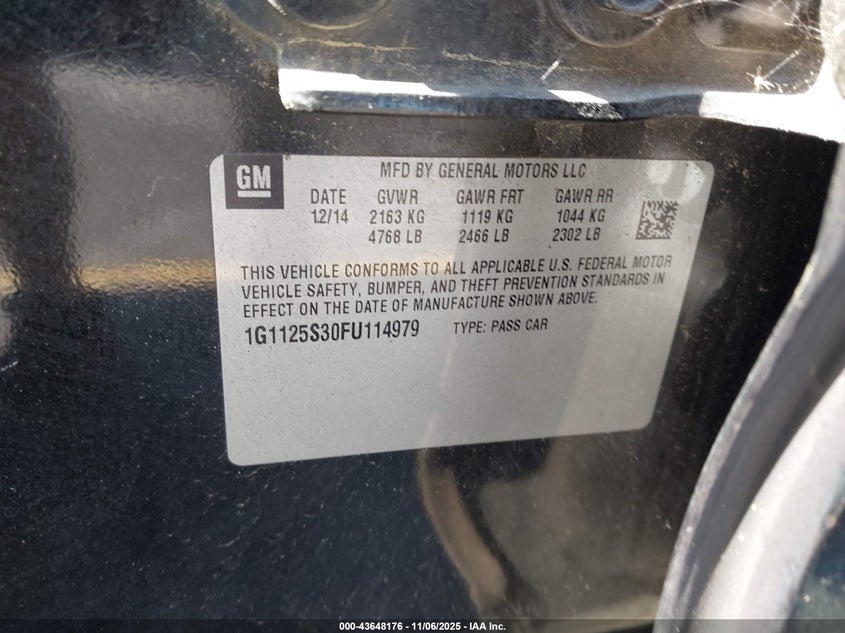 GM
MFD BY GENERAL MOTORS LLC
DATE GVWR GAWR FRT GAWR RR
12/14 2163 KG 1119 KG 1044 KG
4768 LB 2466 LB 2302 LB
THIS VEHICLE CONFORMS TO ALL APPLICABLE U.S. FEDERAL MOTOR
VEHICLE SAFETY, BUMPER, AND THEFT PREVENTION STANDARDS IN
EFFECT ON THE DATE OF MANUFACTURE SHOWN ABOVE.
1G1125S30FU114979 TYPE: PASS CAR
000-43648176 - 11/06/2025 - IAA Inc.